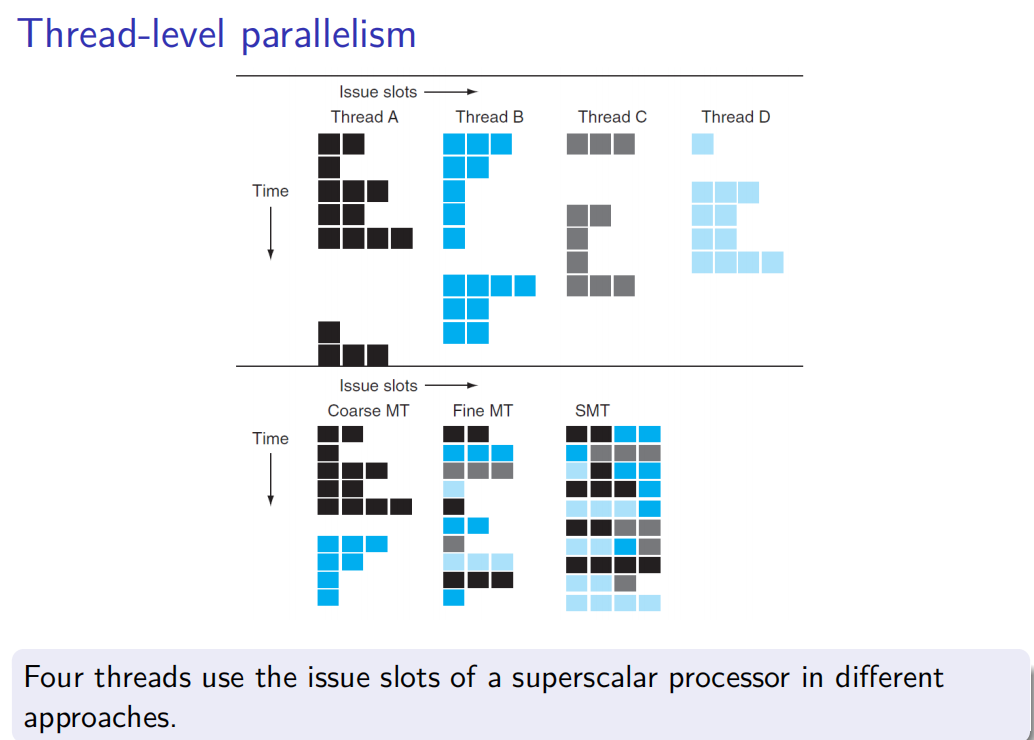 Thread-level parallelism
Issue slots
Thread A Thread B Thread C Thread D
Time
Issue slots
Coarse MT Fine MT SMT
Time
Four threads use the issue slots of a superscalar processor in different
approaches.